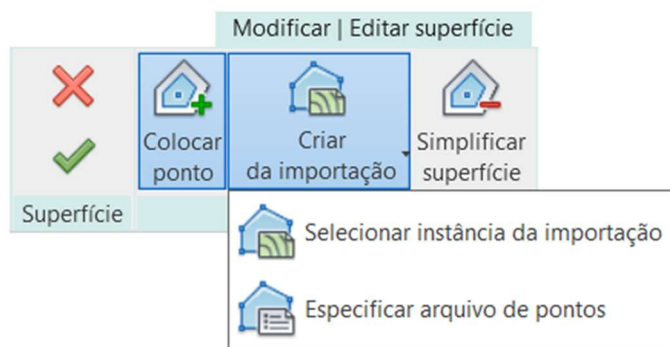 Modificar | Editar superfície
Colocar
ponto
Criar
da importação
Simplificar
superfície
Superfície
Selecionar instância da importação
Especificar arquivo de pontos